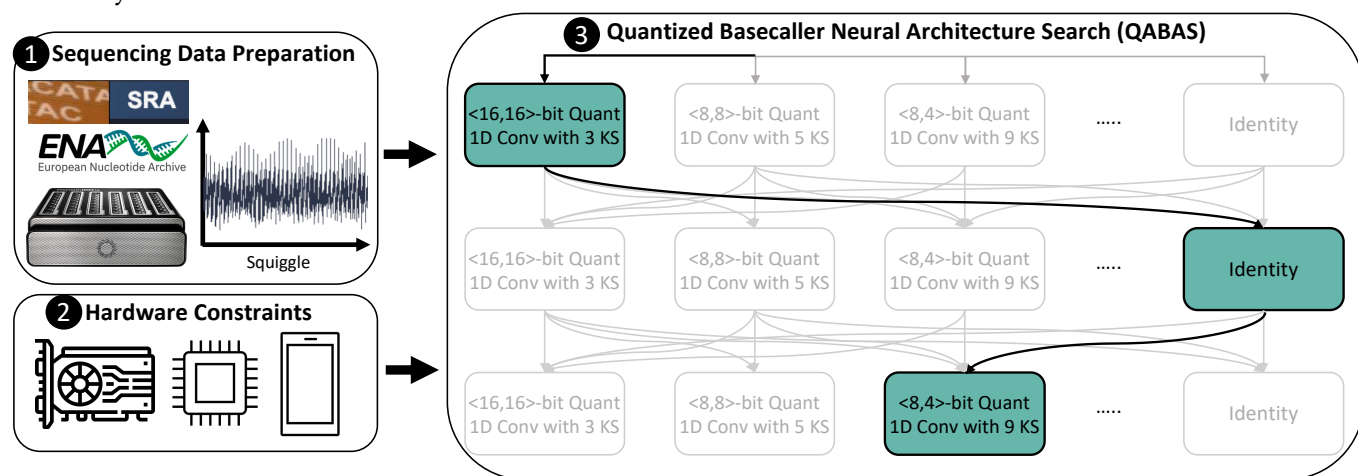 1 Sequencing Data Preparation
CATA
TAC
SRA
ENA
European Nucleotide Archive
Squiggle
2 Hardware Constraints
3 Quantized Basecaller Neural Architecture Search (QABAS)
<16,16>-bit Quant
1D Conv with 3 KS
<8,8>-bit Quant
1D Conv with 5 KS
<8,4>-bit Quant
1D Conv with 9 KS
.....
Identity
<16,16>-bit Quant
1D Conv with 3 KS
<8,8>-bit Quant
1D Conv with 5 KS
<8,4>-bit Quant
1D Conv with 9 KS
.....
Identity
<16,16>-bit Quant
1D Conv with 3 KS
<8,8>-bit Quant
1D Conv with 5 KS
<8,4>-bit Quant
1D Conv with 9 KS
.....
Identity